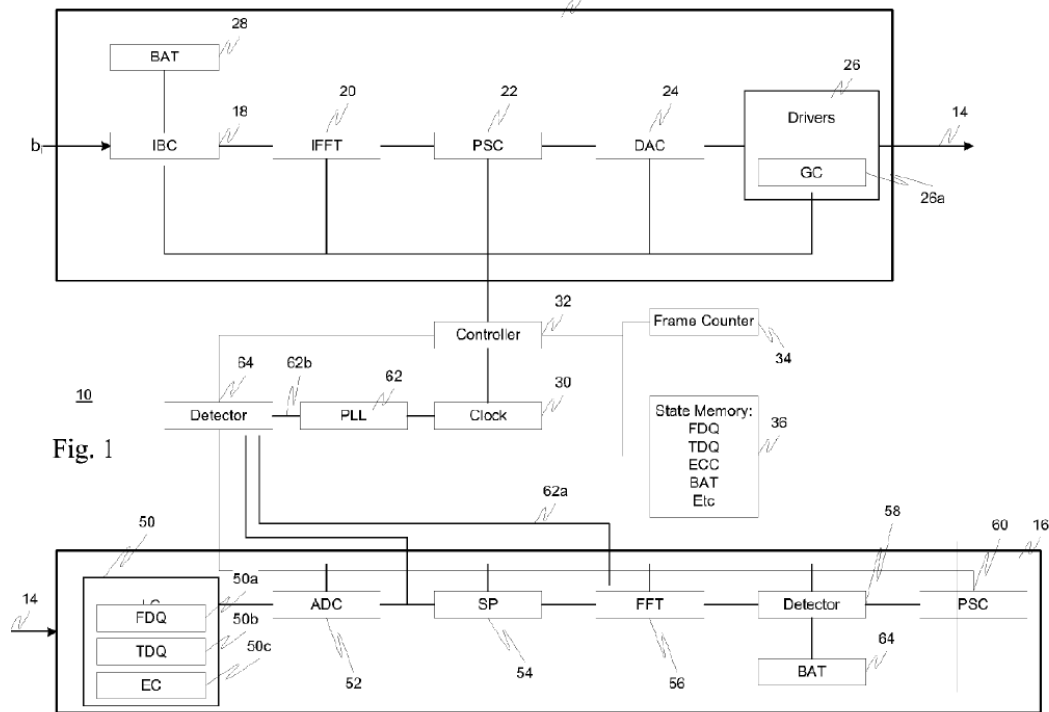 28
BAT
18
20
22
24
26
Drivers
14
b
IBC
IFFT
PSC
DAC
GC
26a
32
Controller
Frame Counter
34
64
62b
62
30
10
Detector
PLL
Clock
State Memory:
FDQ
TDQ
ECC
BAT
Etc
36
Fig. 1
62a
50
58
60
16
50a
14
FDQ
ADC
SP
FFT
Detector
PSC
50b
TDQ
50c
EC
52
54
56
BAT
64